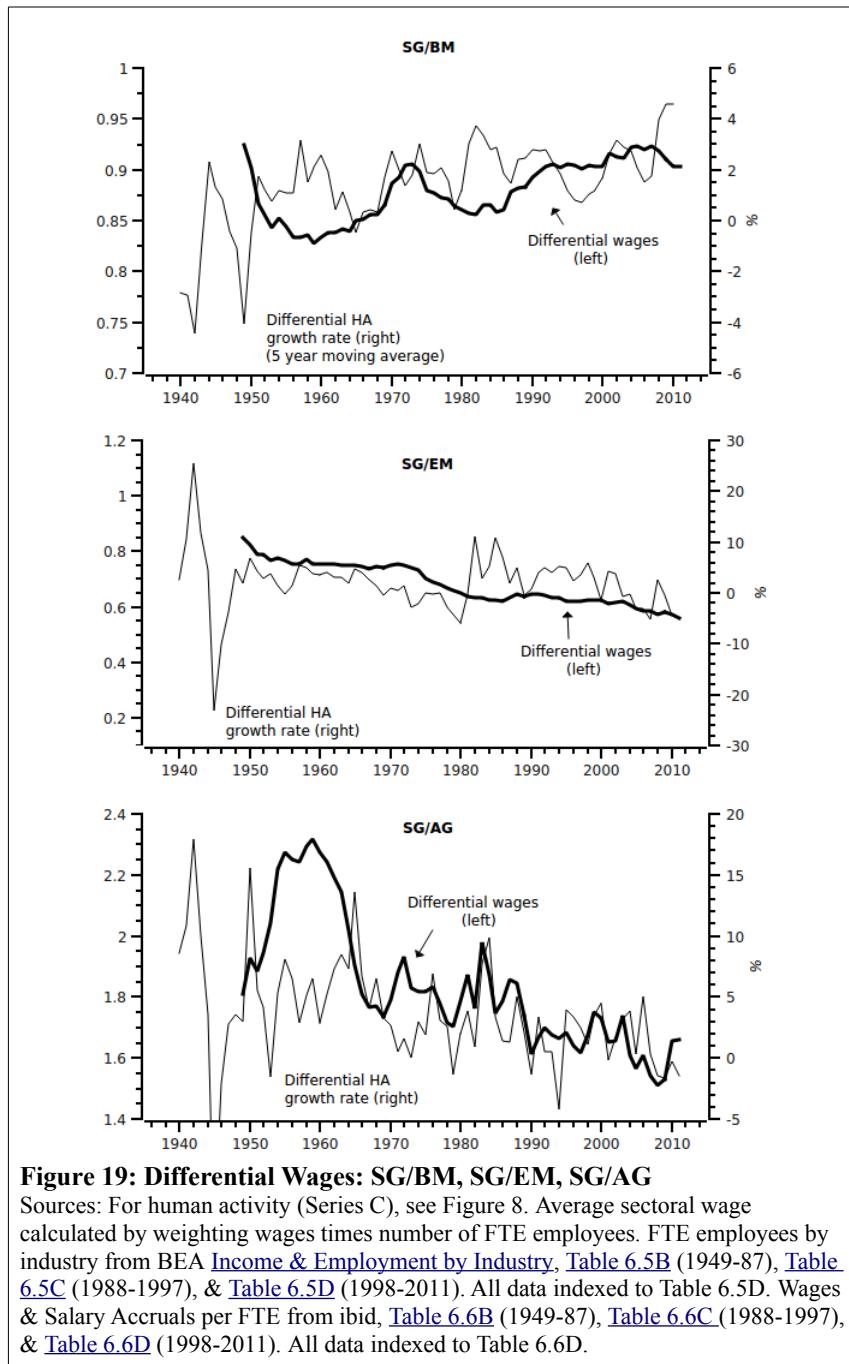 SG/BM
1
0.95
0.9
0.85
0.8
0.75
0.7
6
4
2
0
-2
-4
-6
%
Differential wages
(left)
Differential HA
growth rate (right)
(5 year moving average)
1940 1950 1960 1970 1980 1990 2000 2010
SG/EM
1.2
1
0.8
0.6
0.4
0.2
30
20
10
0
-10
-20
-30
%
Differential wages
(left)
Differential HA
growth rate (right)
1940 1950 1960 1970 1980 1990 2000 2010
SG/AG
2.4
2.2
2
1.8
1.6
1.4
20
15
10
5
0
-5
%
Differential wages
(left)
Differential HA
growth rate (right)
1940 1950 1960 1970 1980 1990 2000 2010
Figure 19: Differential Wages: SG/BM, SG/EM, SG/AG
Sources: For human activity (Series C), see Figure 8. Average sectoral wage
calculated by weighting wages times number of FTE employees. FTE employees by
industry from BEA Income & Employment by Industry, Table 6.5B (1949-87), Table
6.5C (1988-1997), & Table 6.5D (1998-2011). All data indexed to Table 6.5D. Wages
& Salary Accruals per FTE from ibid, Table 6.6B (1949-87), Table 6.6C (1988-1997),
& Table 6.6D (1998-2011). All data indexed to Table 6.6D.